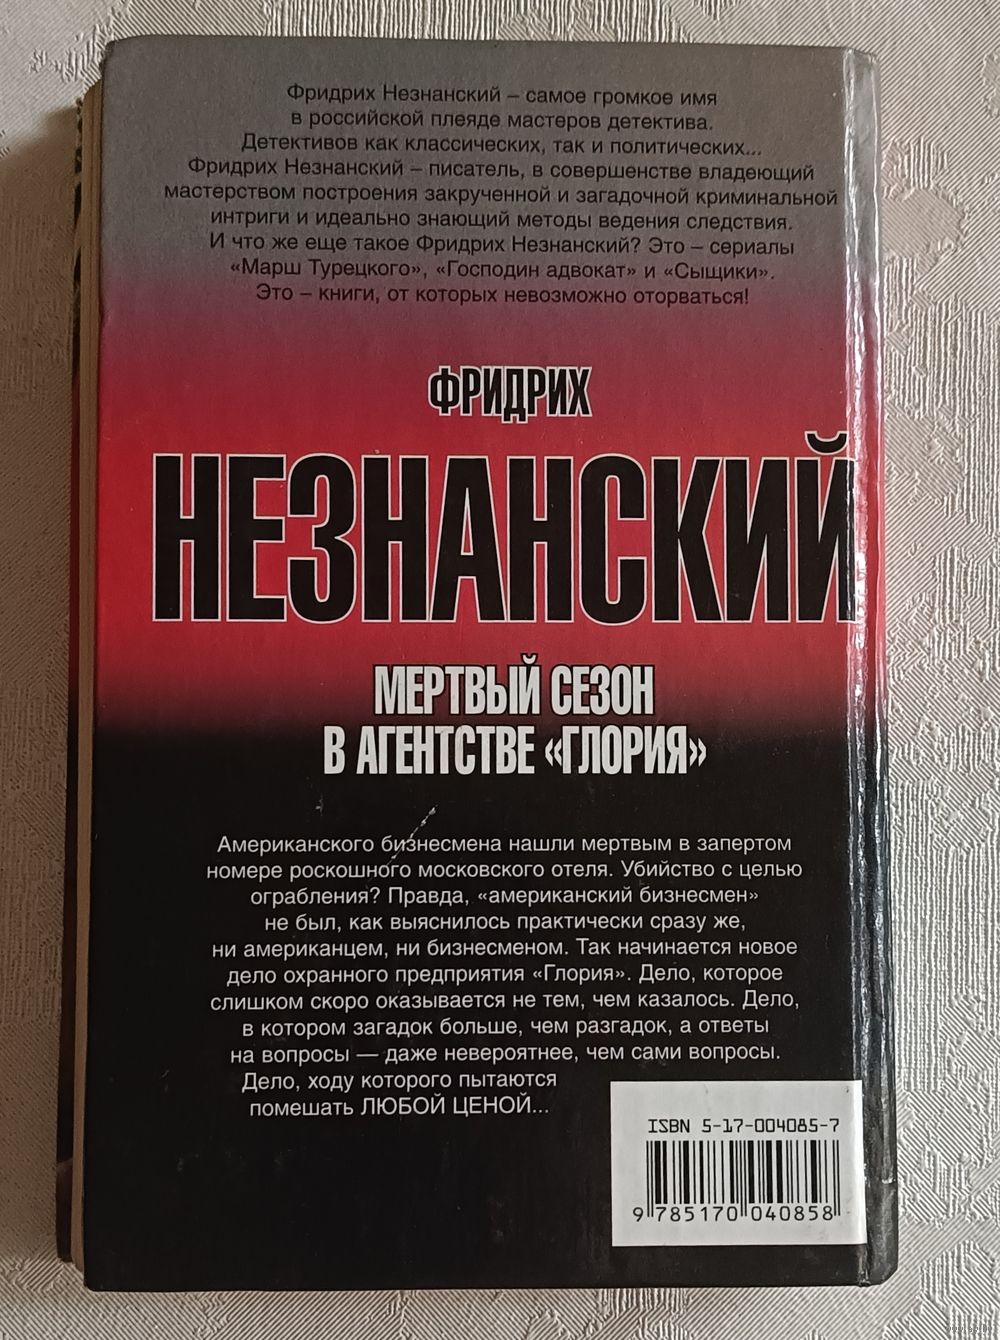 Фридрих Незнанский – самое громкое имя
в российской плеяде мастеров детектива.
Детективов как классических, так и политических...
Фридрих Незнанский – писатель, в совершенстве владеющий
мастерством построения закрученной и загадочной криминальной
интриги и идеально знающий методы ведения следствия.
И что же еще такое Фридрих Незнанский? Это – сериалы
«Марш Турецкого», «Господин адвокат» и «Сыщики».
Это – книги, от которых невозможно оторваться!
ФРИДРИХ
НЕЗНАНСКИЙ
МЕРТВЫЙ СЕЗОН
В АГЕНТСТВЕ «ГЛОРИЯ»
Американского бизнесмена нашли мертвым в запертом
номере роскошного московского отеля. Убийство с целью
ограбления? Правда, «американский бизнесмен»
не был, как выяснилось практически сразу же,
ни американцем, ни бизнесменом. Так начинается новое
дело охранного предприятия «Глория». Дело, которое
слишком скоро оказывается не тем, чем казалось. Дело,
в котором загадок больше, чем разгадок, а ответы
на вопросы — даже невероятнее, чем сами вопросы.
Дело, ходу которого пытаются
помешать ЛЮБОЙ ЦЕНОЙ...
ISBN 5-17-004085-7
9 785170 040858